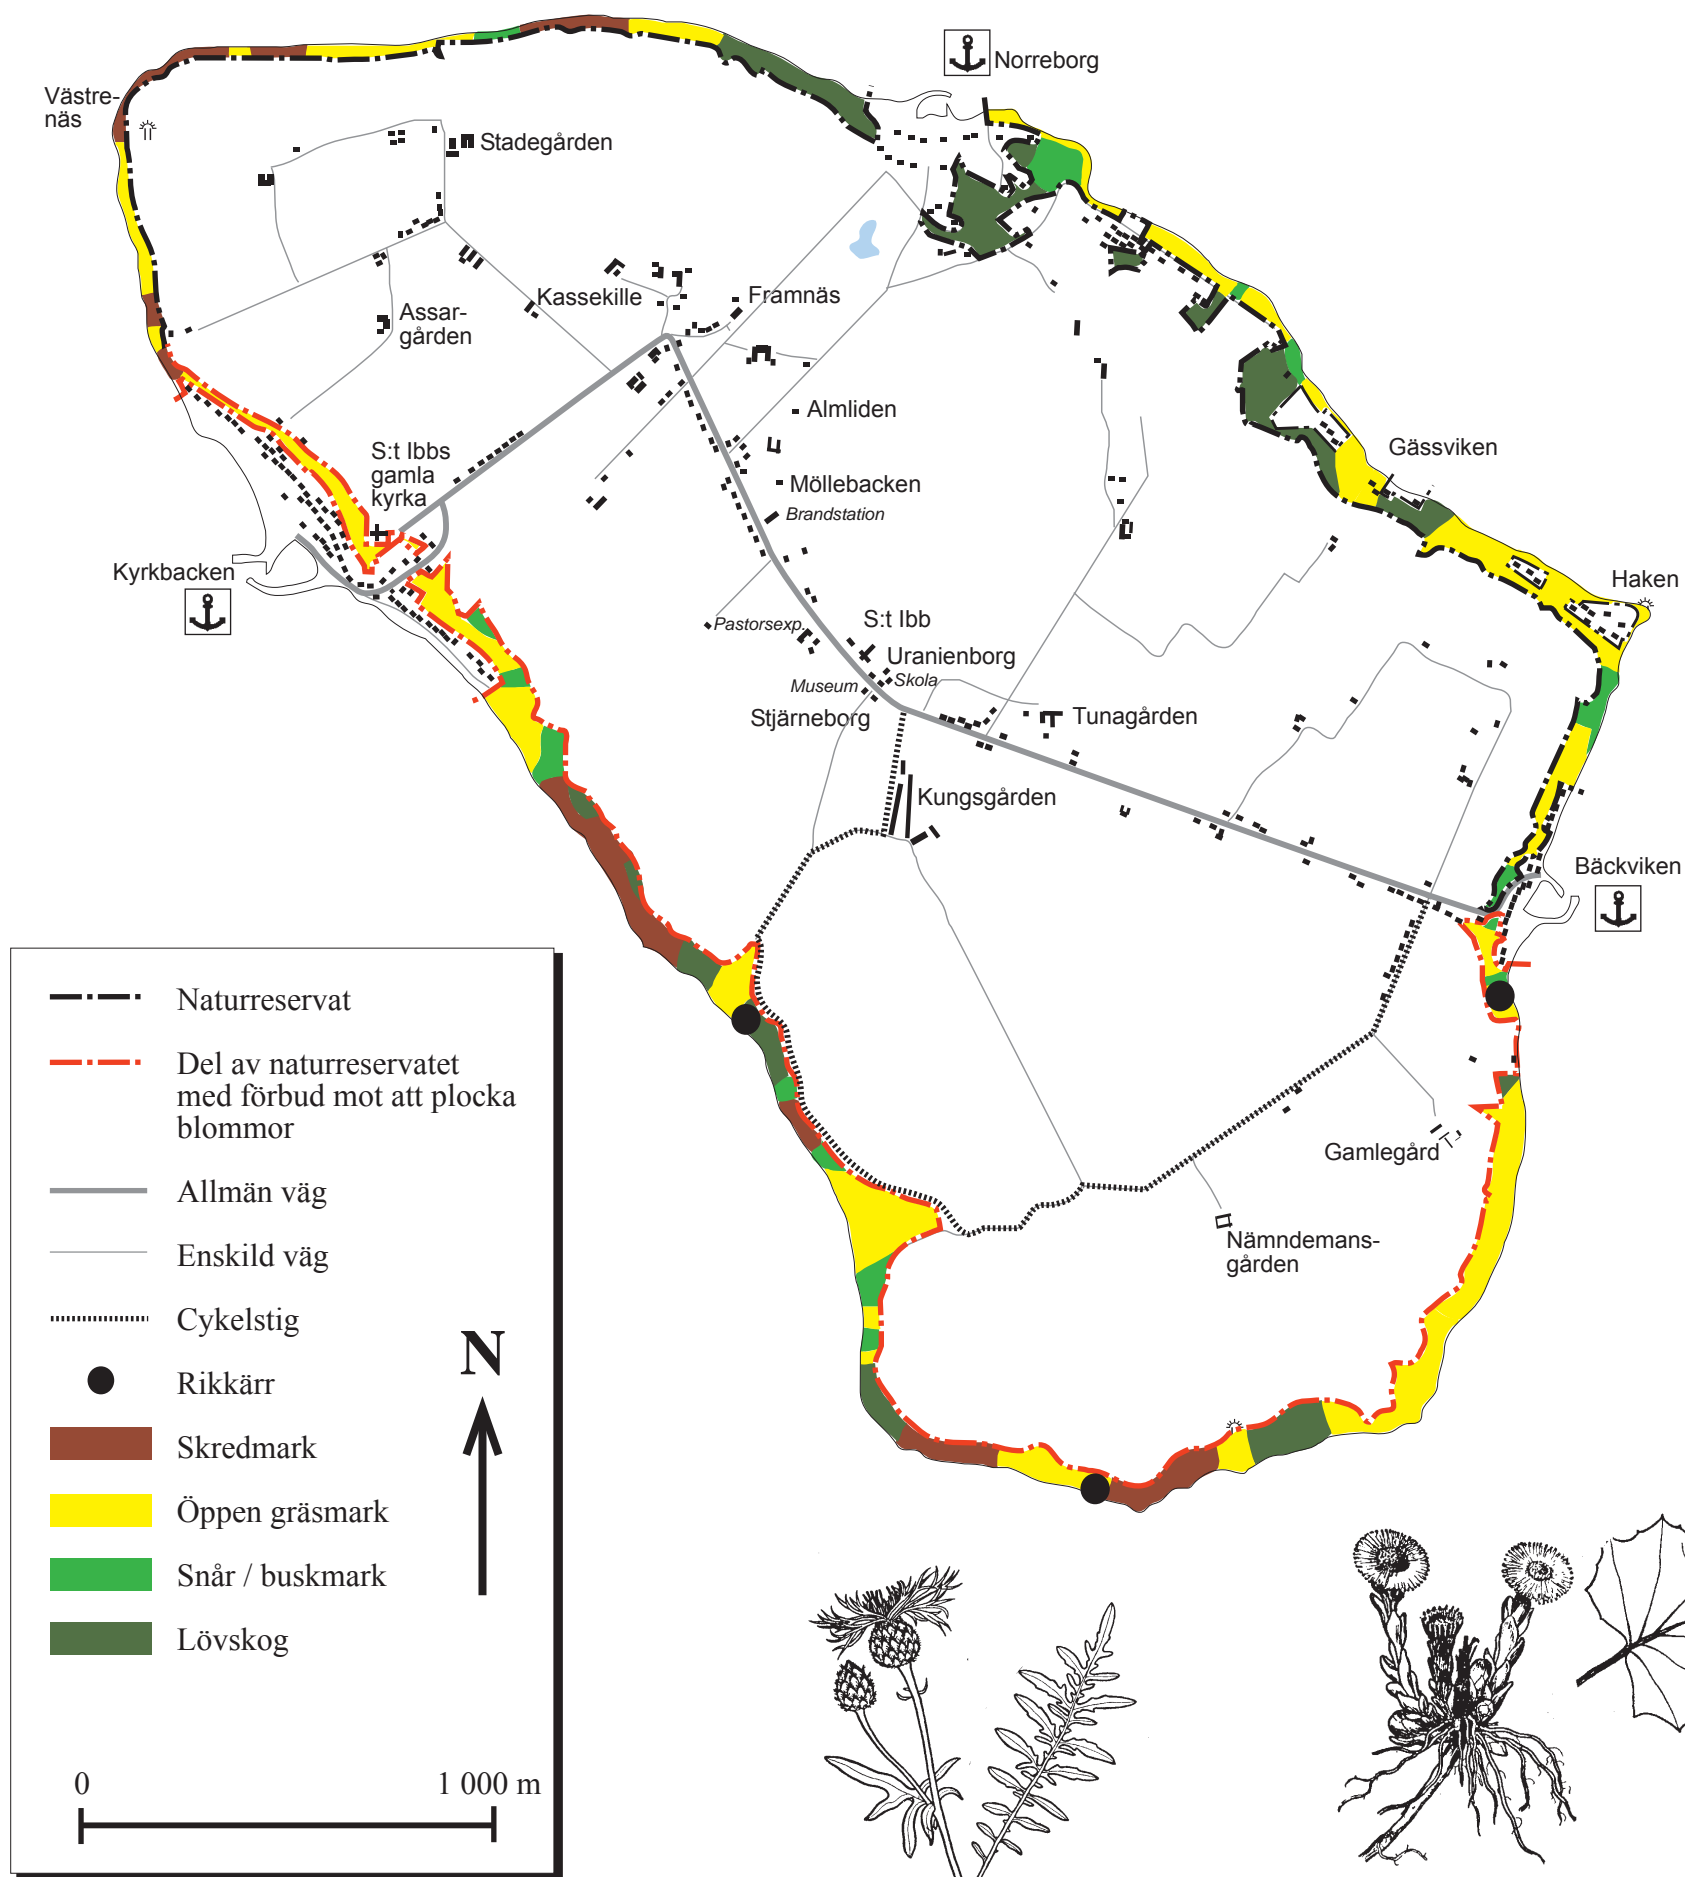 Norreborg
Västre-
näs
Stadegården
Kassekille
Framnäs
Assar-
gården
Almliden
S:t Ibbs
gamla
kyrka
Gässviken
Möllebacken
Brandstation
Kyrkbacken
Haken
Pastorsexp.
S:t Ibb
Uranienborg
Skola
Museum
Stjärneborg
Tunagården
Kungsgården
Bäckviken
Gamlegård
Nämndemans-
gården
Naturreservat
Del av naturreservatet
med förbud mot att plocka
blommor
Allmän väg
Enskild väg
Cykelstig
N
Rikkärr
Skredmark
Öppen gräsmark
Snår / buskmark
Lövskog
0 1 000 m